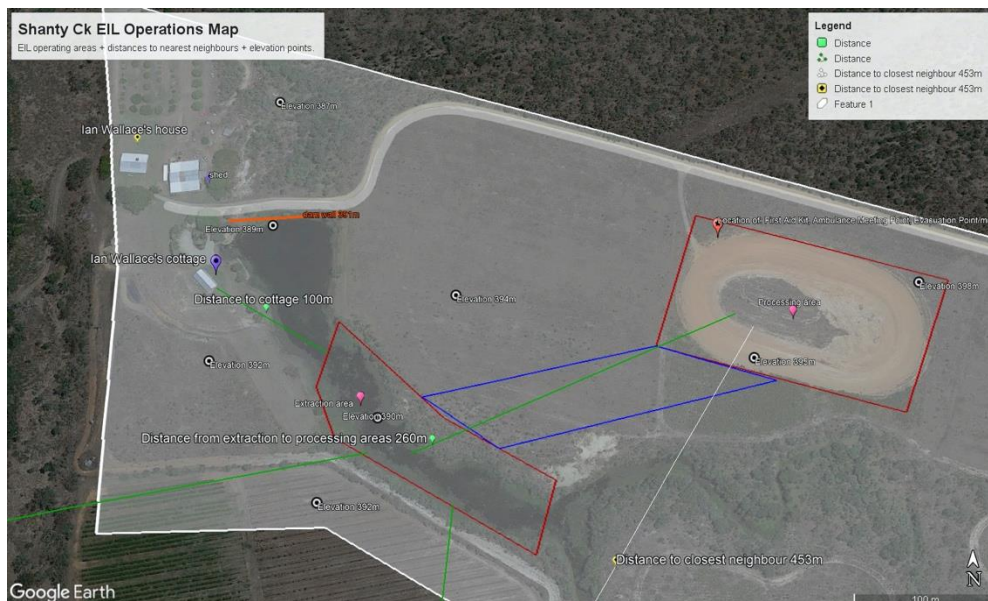 Shanty Ck EIL Operations Map
EIL operating areas + distances to nearest neighbours + elevation points.
Legend
Distance
Distance
Distance to closest neighbour 453m
Distance to closest neighbour 453m
Feature 1
Elevation 387m
Ian Wallace's house
shed
dam wall 391m
Elevation 389m
Location of, First Aid Kit, Ambulance Meeting Point, Evacuation Point/m
Ian Wallace's cottage
Elevation 398m
Distance to cottage 100m
Elevation 394m
Processing area
Elevation 392m
Extraction area
Elevation 390m
Distance from extraction to processing areas 260m
Elevation 392m
Distance to closest neighbour 453m
Google Earth
N
100 m